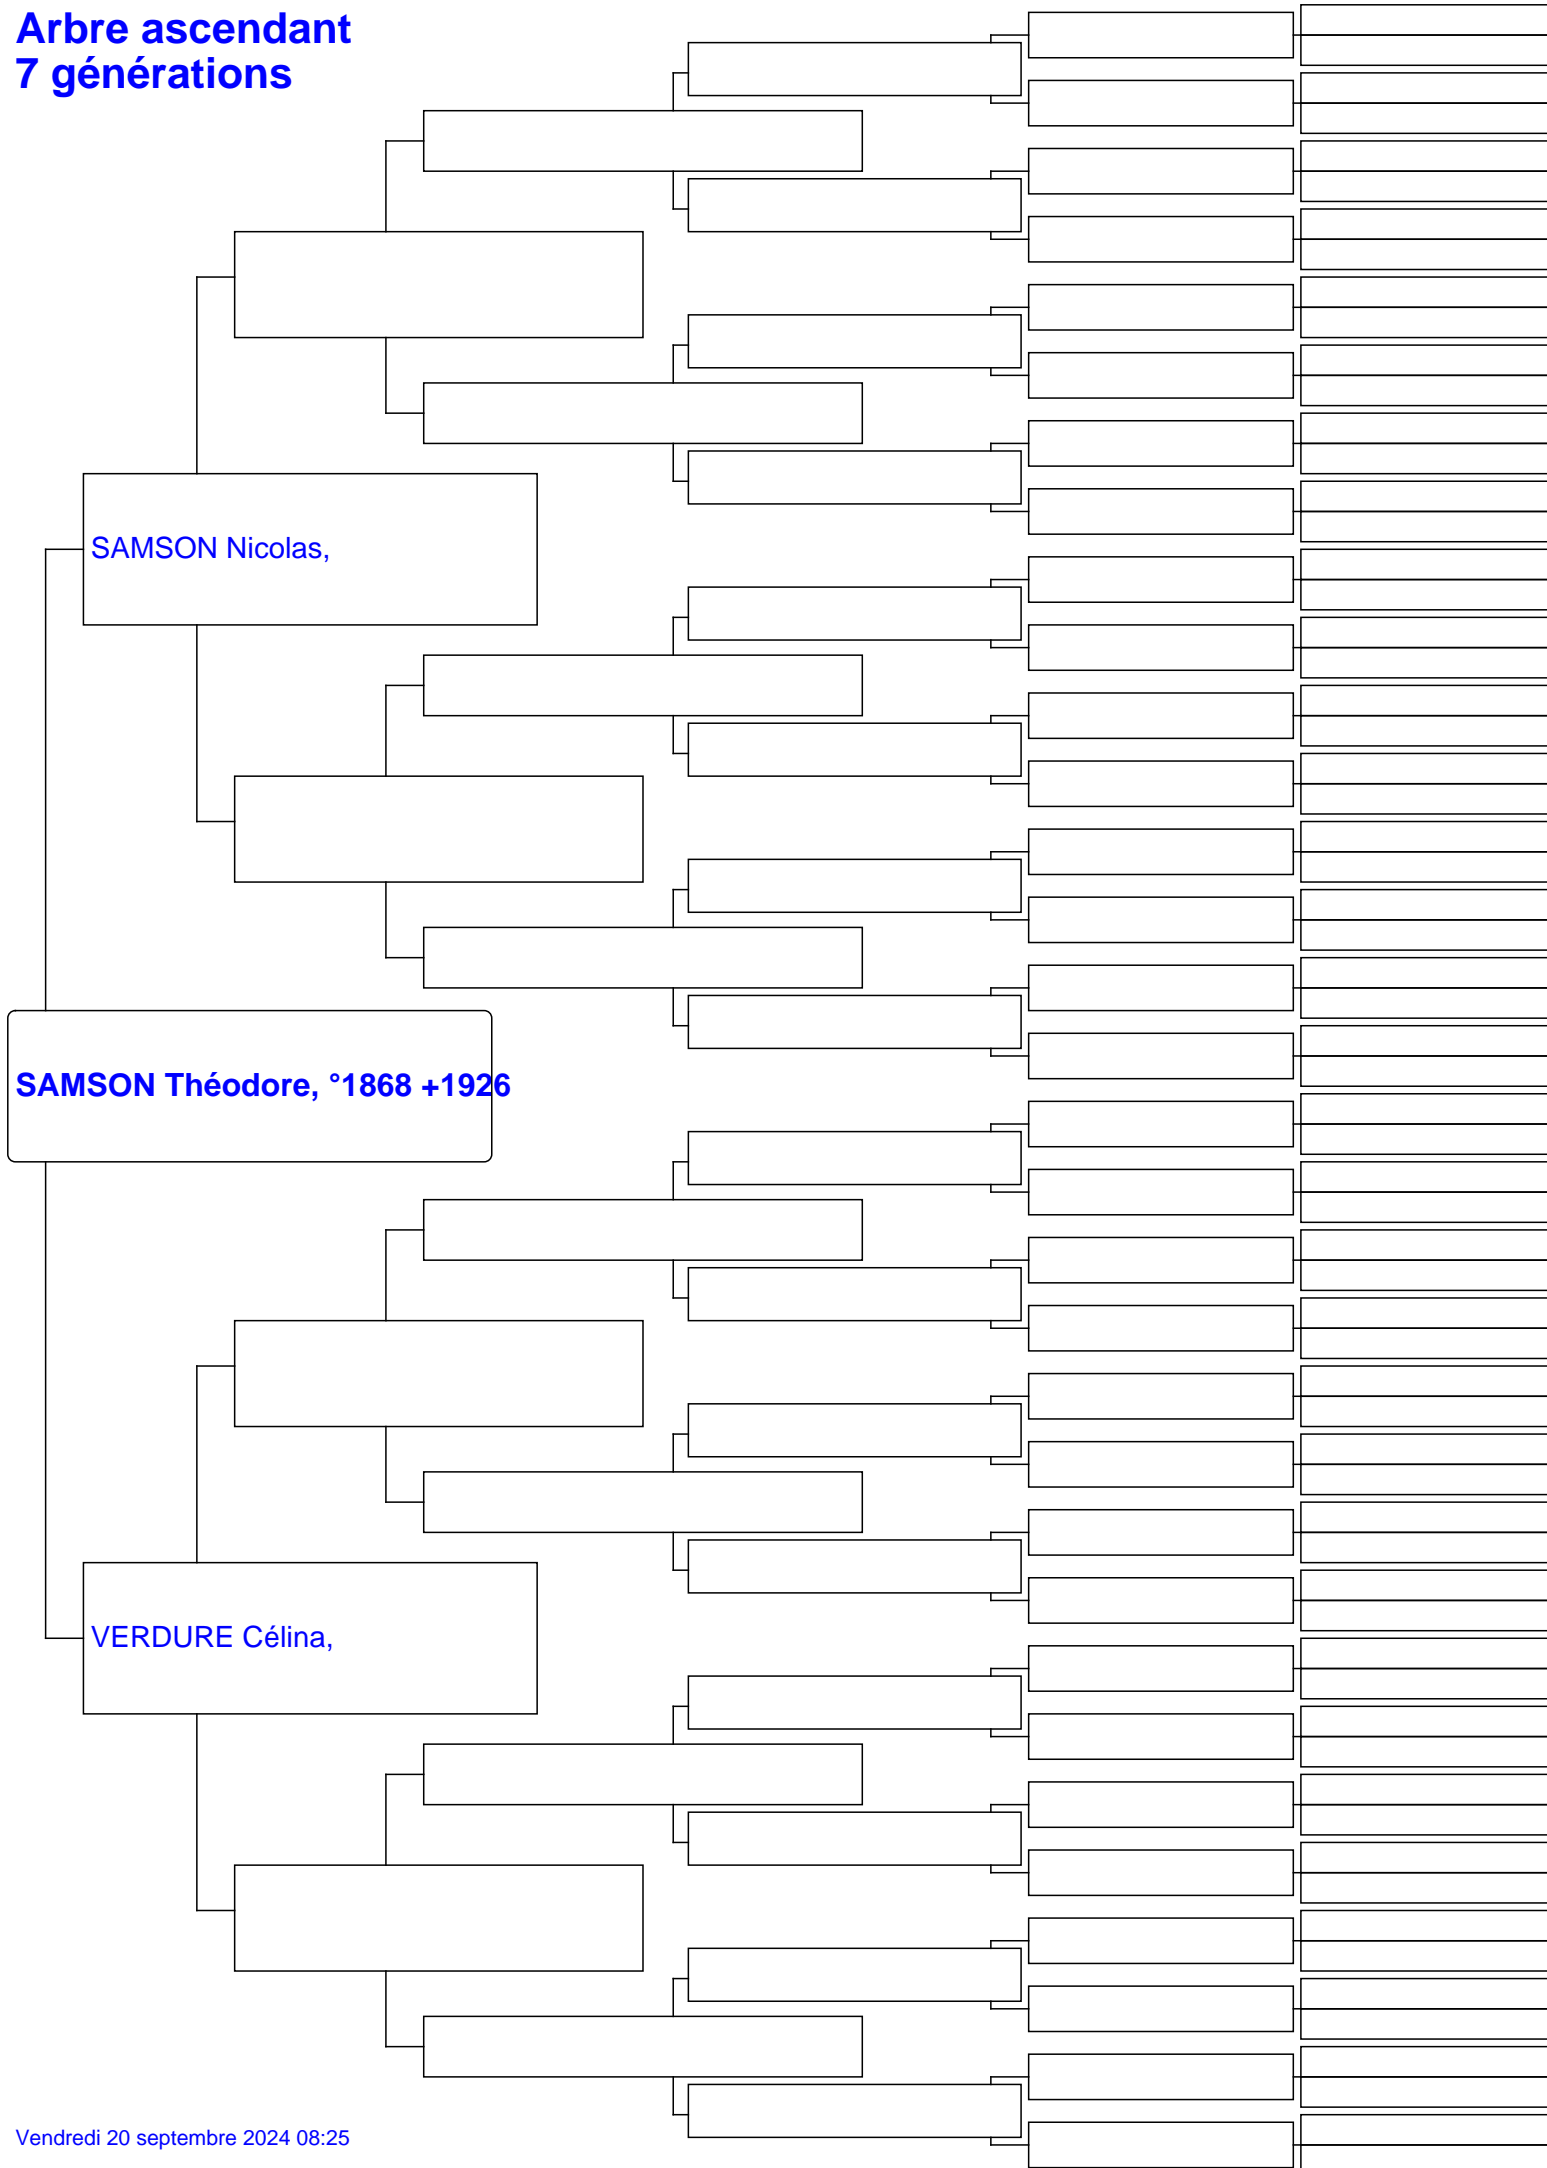 Arbre ascendant
7 générations
SAMSON Nicolas,
SAMSON Théodore, °1868 +1926
VERDURE Célina,
Vendredi 20 septembre 2024 08:25